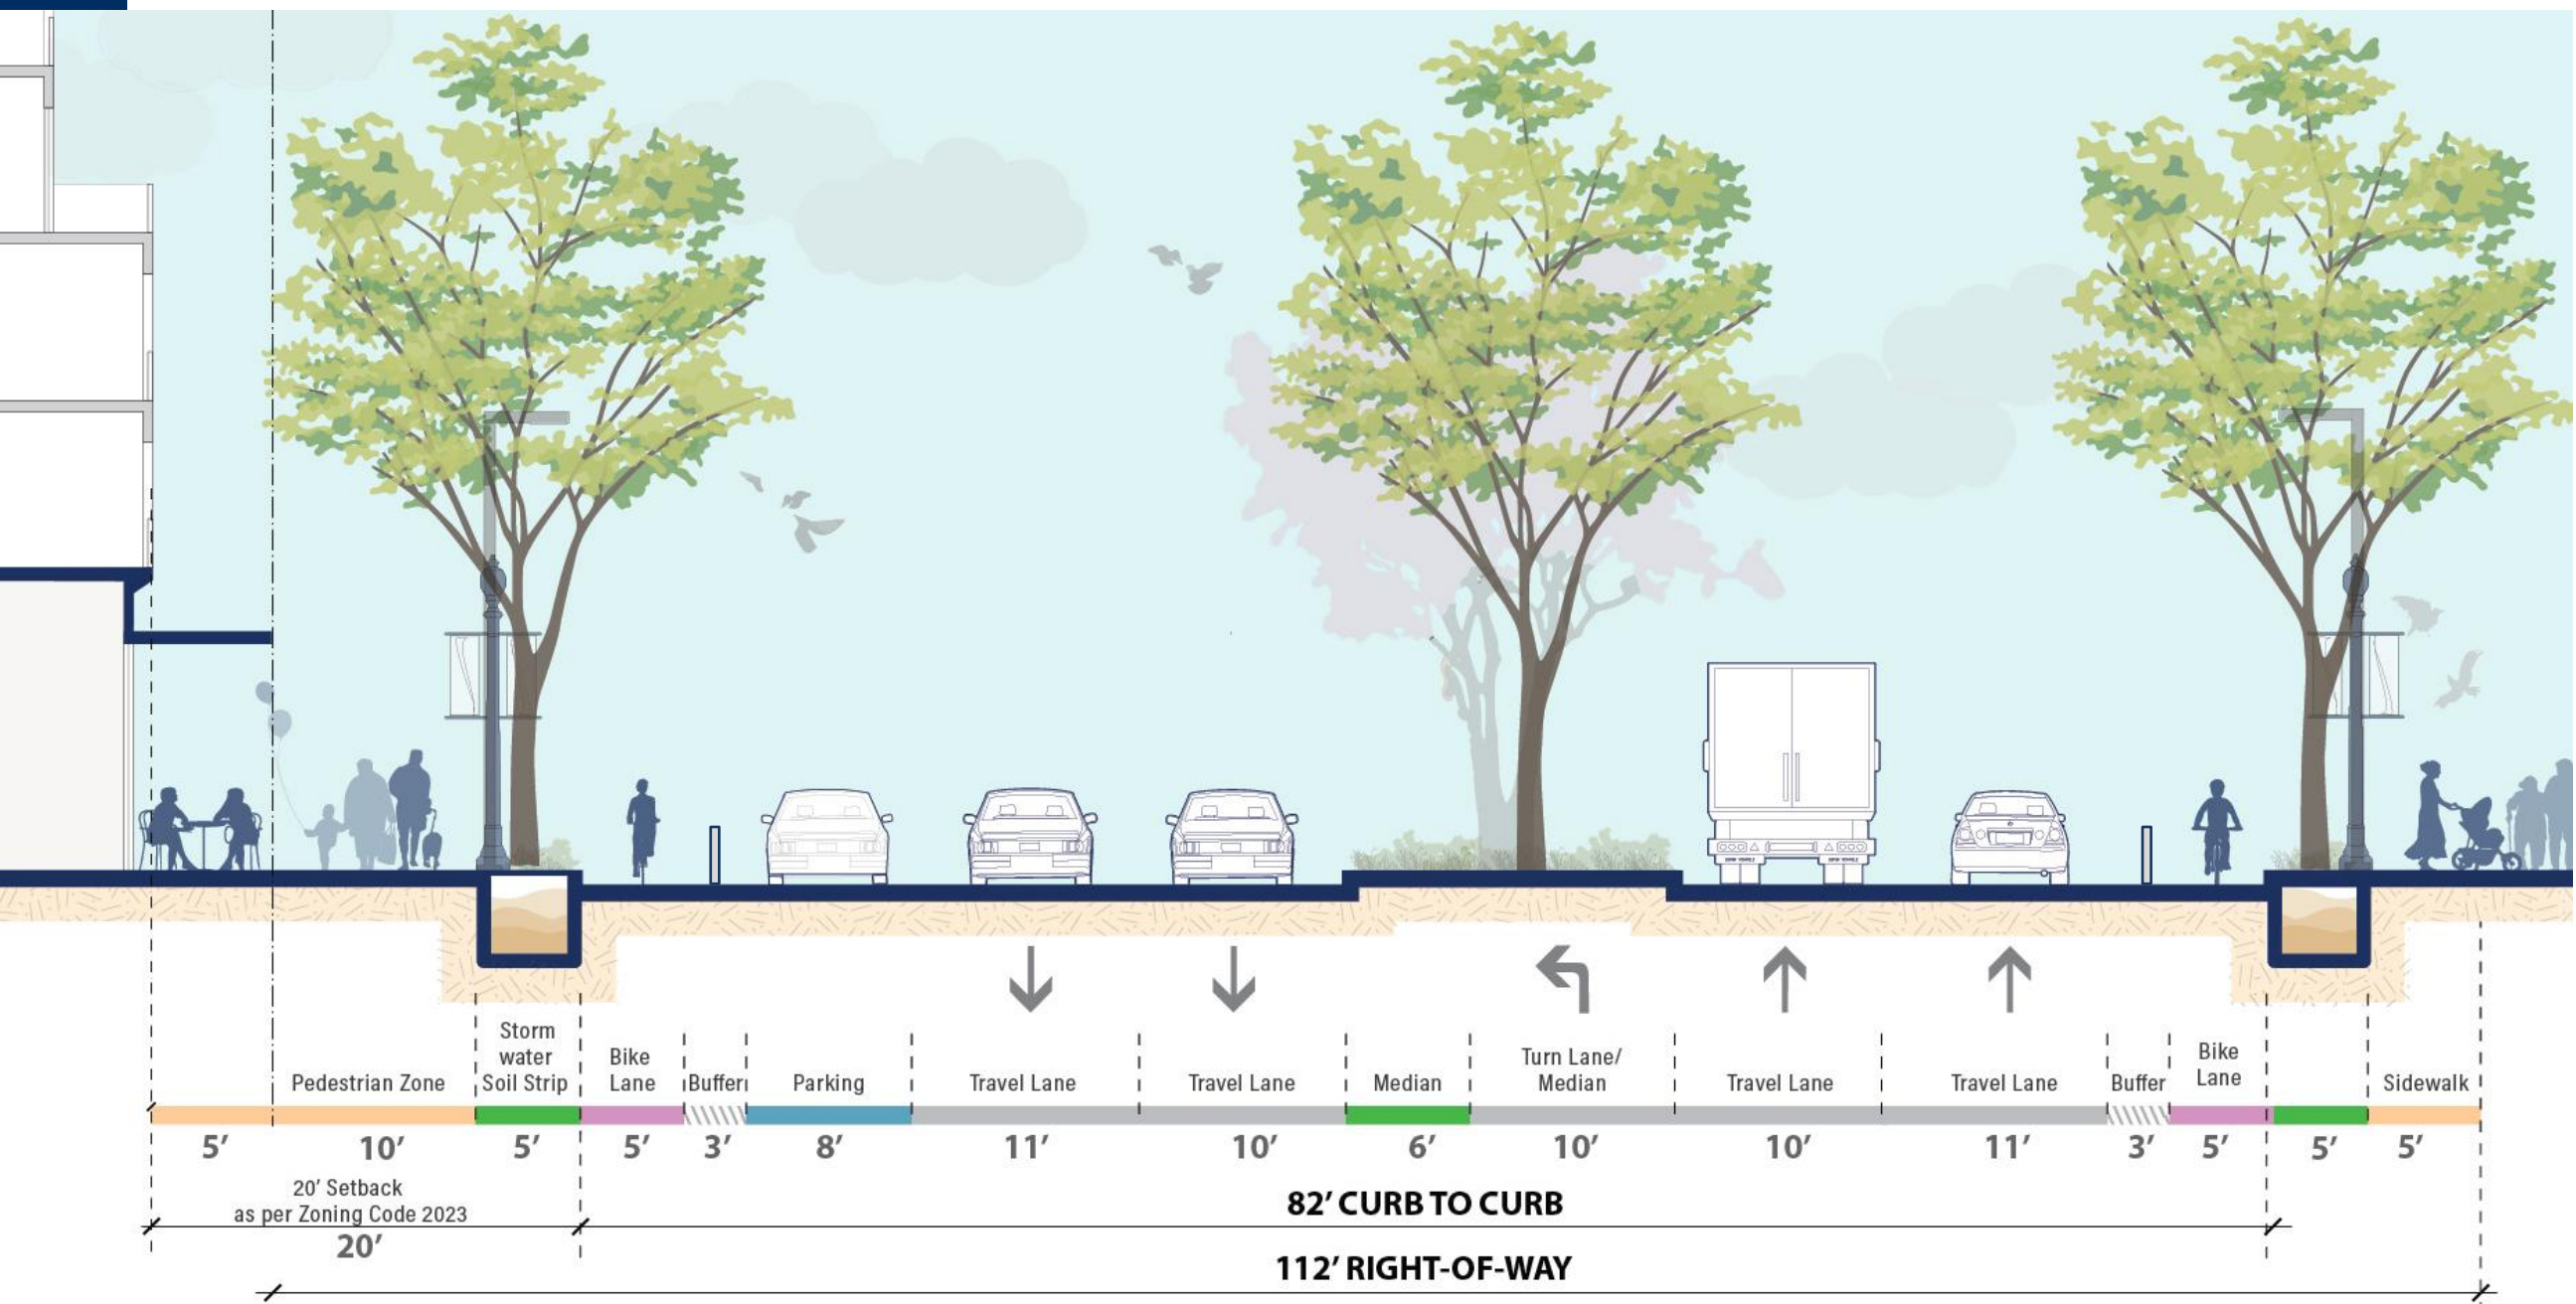 Storm
water
Soil Strip
Pedestrian Zone
Bike
Lane
Buffer
Parking
Travel Lane
Travel Lane
Median
Turn Lane/
Median
Travel Lane
Travel Lane
Buffer
Bike
Lane
Sidewalk
5' 10' 5' 5' 3' 8' 11' 10' 6' 10' 10' 11' 3' 5' 5' 5'
20' Setback
as per Zoning Code 2023
20'
82' CURB TO CURB
112' RIGHT-OF-WAY